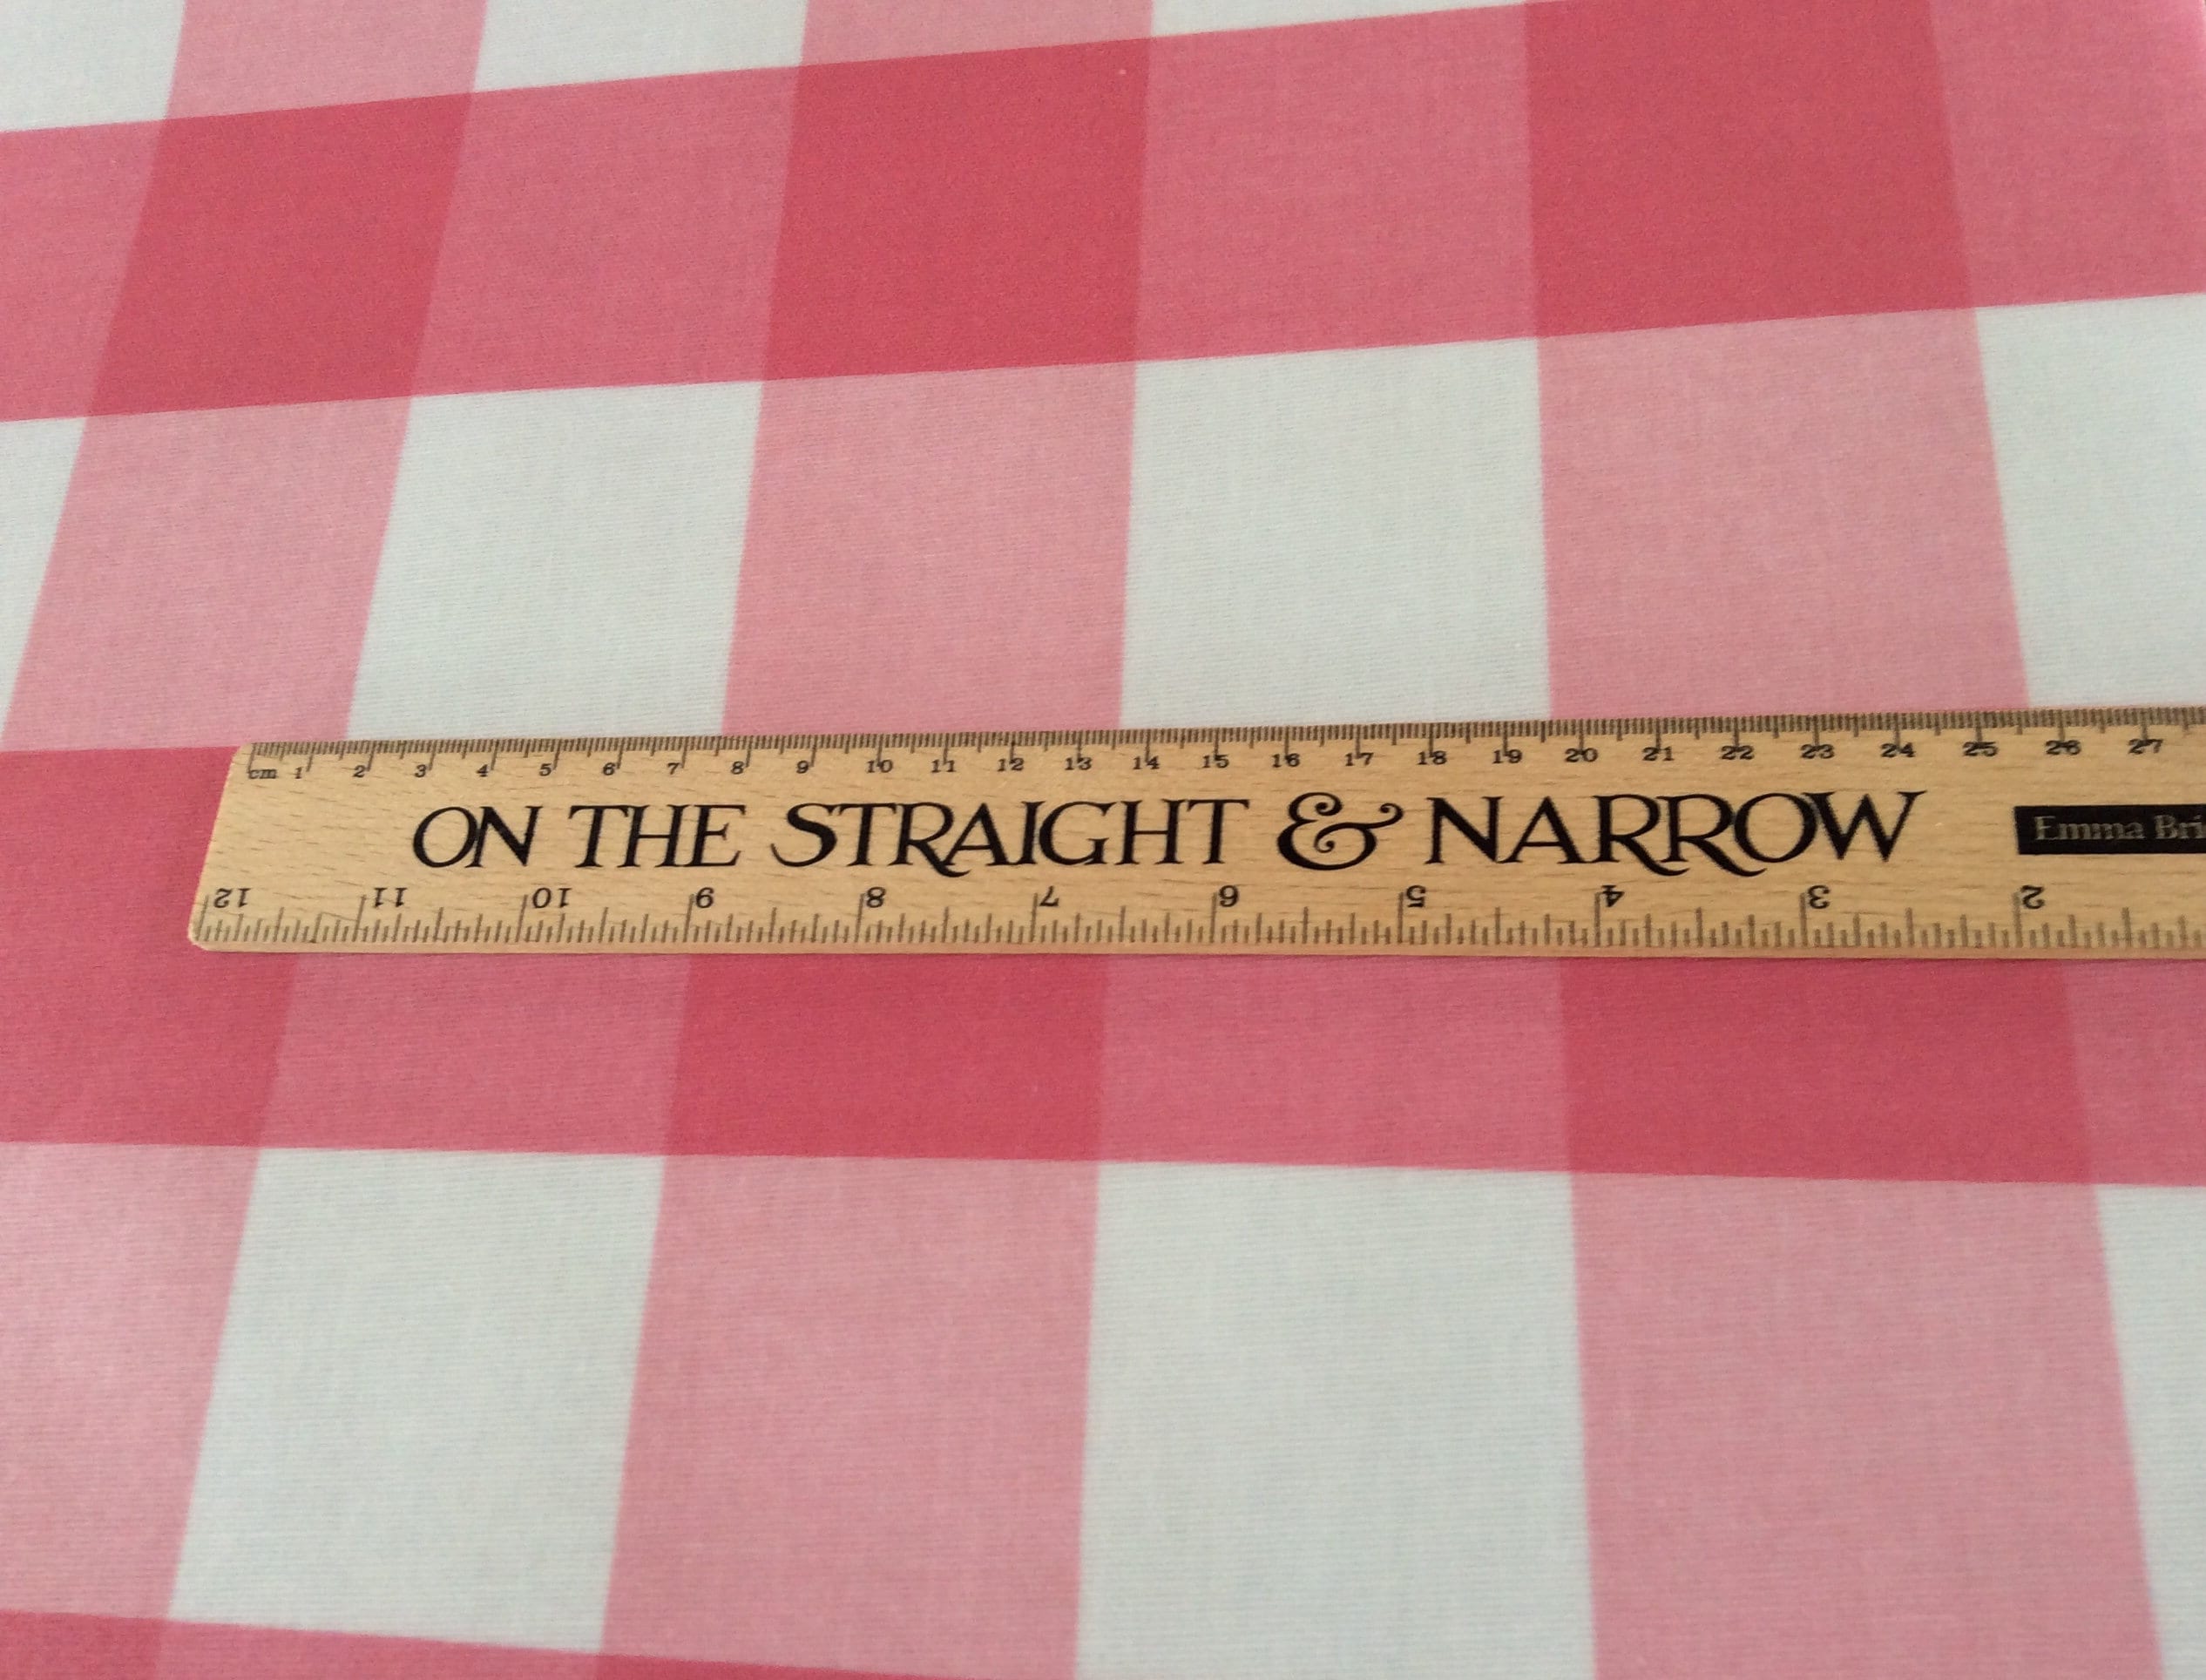 cm 1 2 3 4 5 6 7 8 9 10 11 12 13 14 15 16 17 18 19 20 21 22 23 24 25 26 27
ON THE STRAIGHT & NARROW
Emma Bri
12 11 10 9 8 7 6 5 4 3 2